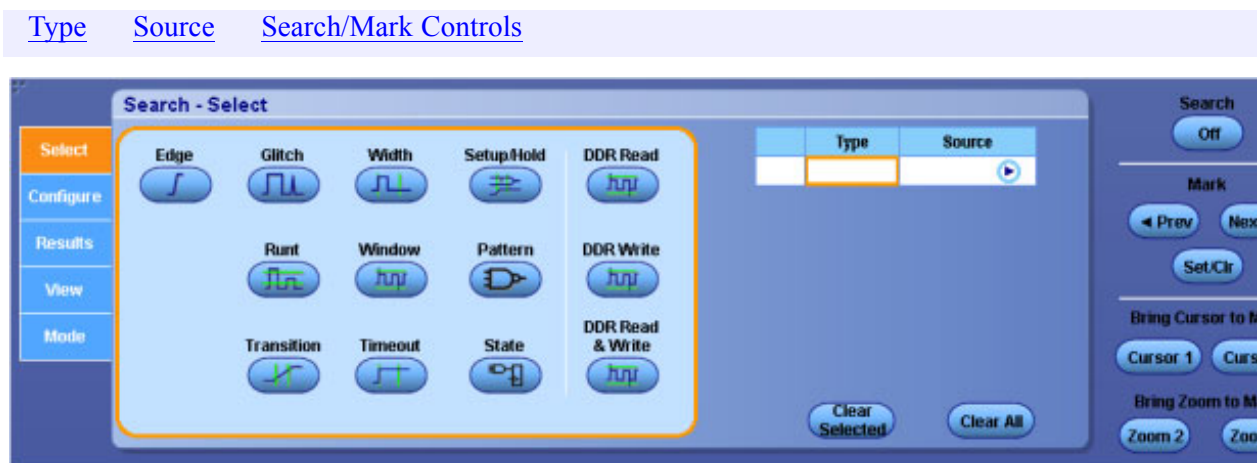 Type Source Search/Mark Controls
Search - Select
Select
Configure
Results
View
Mode
Edge Glitch Width Setup/Hold DDR Read
Runt Window Pattern DDR Write
Transition Timeout State DDR Read
& Write
Type Source
Clear
Selected
Clear All
Search
Off
Mark
Prev
Set/Clr
Bring Cursor to
Cursor 1
Bring Zoom to
Zoom 2